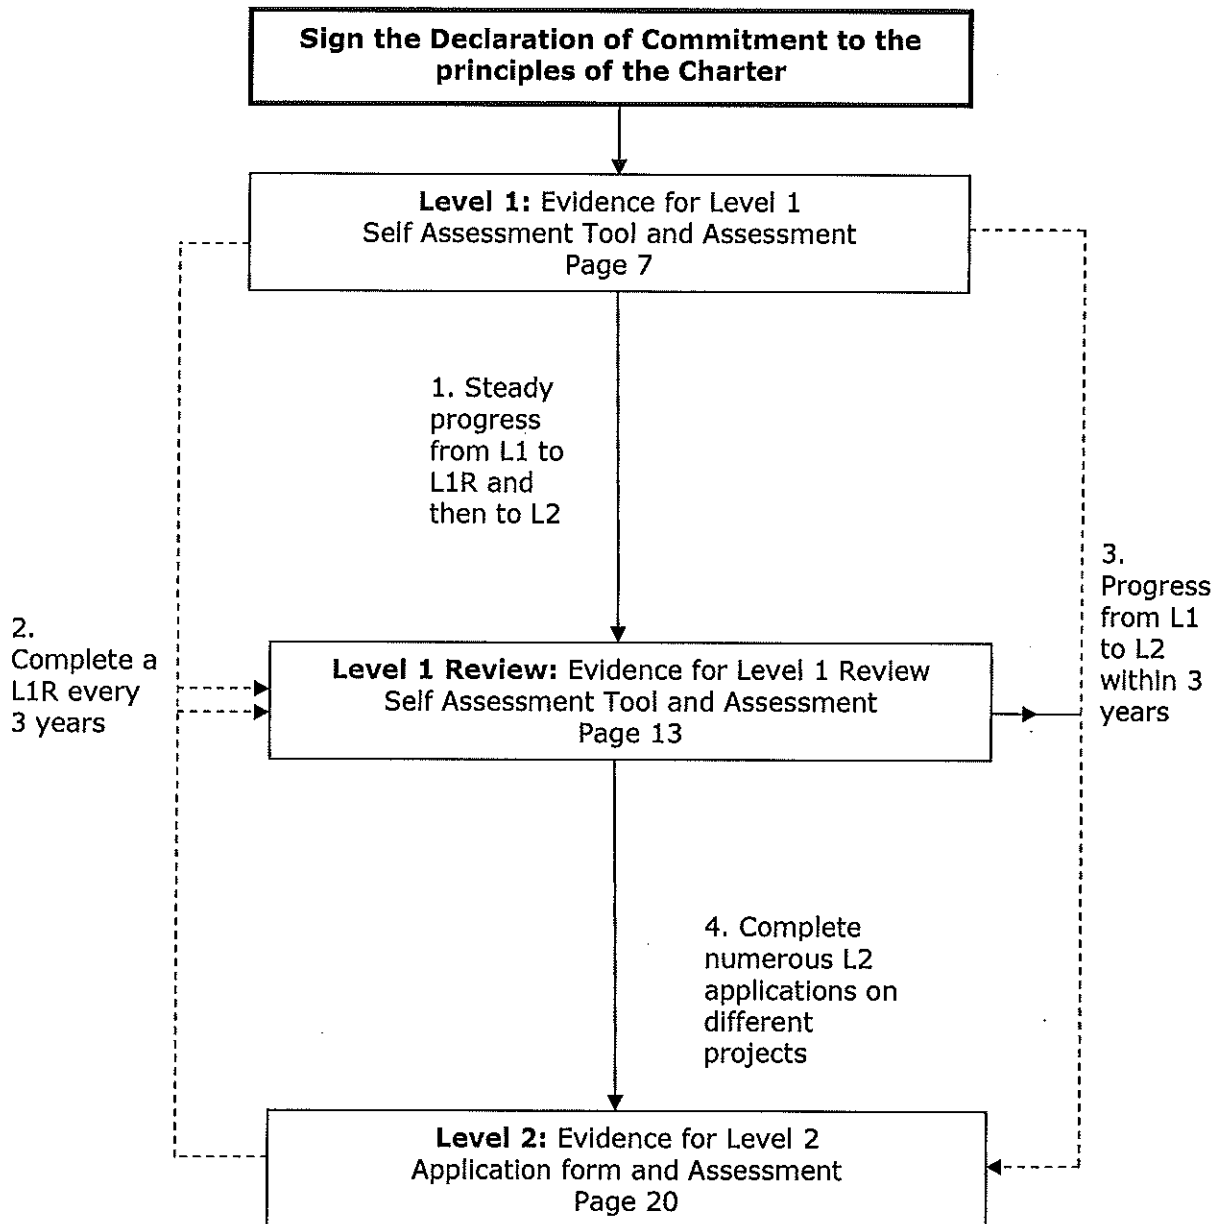 Sign the Declaration of Commitment to the
principles of the Charter
Level 1: Evidence for Level 1
Self Assessment Tool and Assessment
Page 7
1. Steady
progress
from L1 to
L1R and
then to L2
2.
Complete a
L1R every
3 years
3.
Progress
from L1
to L2
within 3
years
Level 1 Review: Evidence for Level 1 Review
Self Assessment Tool and Assessment
Page 13
4. Complete
numerous L2
applications on
different
projects
Level 2: Evidence for Level 2
Application form and Assessment
Page 20